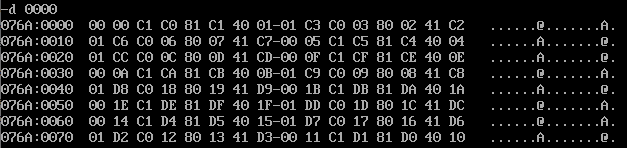 -d 0000
076A:0000  00 00 C1 C0 81 C1 40 01-01 C3 C0 03 80 02 41 C2   ......@.......A.
076A:0010  01 C6 C0 06 80 07 41 C7-00 05 C1 C5 81 C4 40 04   ......A.......@.
076A:0020  01 CC C0 0C 80 0D 41 CD-00 0F C1 CF 81 CE 40 0E   ......A.......@.
076A:0030  00 0A C1 CA 81 CB 40 0B-01 C9 C0 09 80 08 41 C8   ......@.......A.
076A:0040  01 D8 C0 18 80 19 41 D9-00 1B C1 DB 81 DA 40 1A   ......A.......@.
076A:0050  00 1E C1 DE 81 DF 40 1F-01 DD C0 1D 80 1C 41 DC   ......@.......A.
076A:0060  00 14 C1 D4 81 D5 40 15-01 D7 C0 17 80 16 41 D6   ......@.......A.
076A:0070  01 D2 C0 12 80 13 41 D3-00 11 C1 D1 81 D0 40 10   ......A.......@.